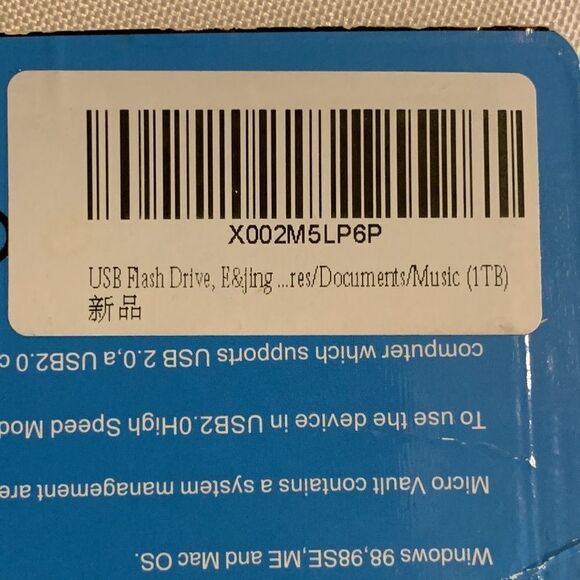 X002M5LP6P
USB Flash Drive, E&jing ...res/Documents/Music (1TB)
新品
computer which supports USB 2.0,a USB2.0 c
To use the device in USB2.0High Speed Mod
Micro Vault contains a system management are
Windows 98,98SE,ME and Mac OS.